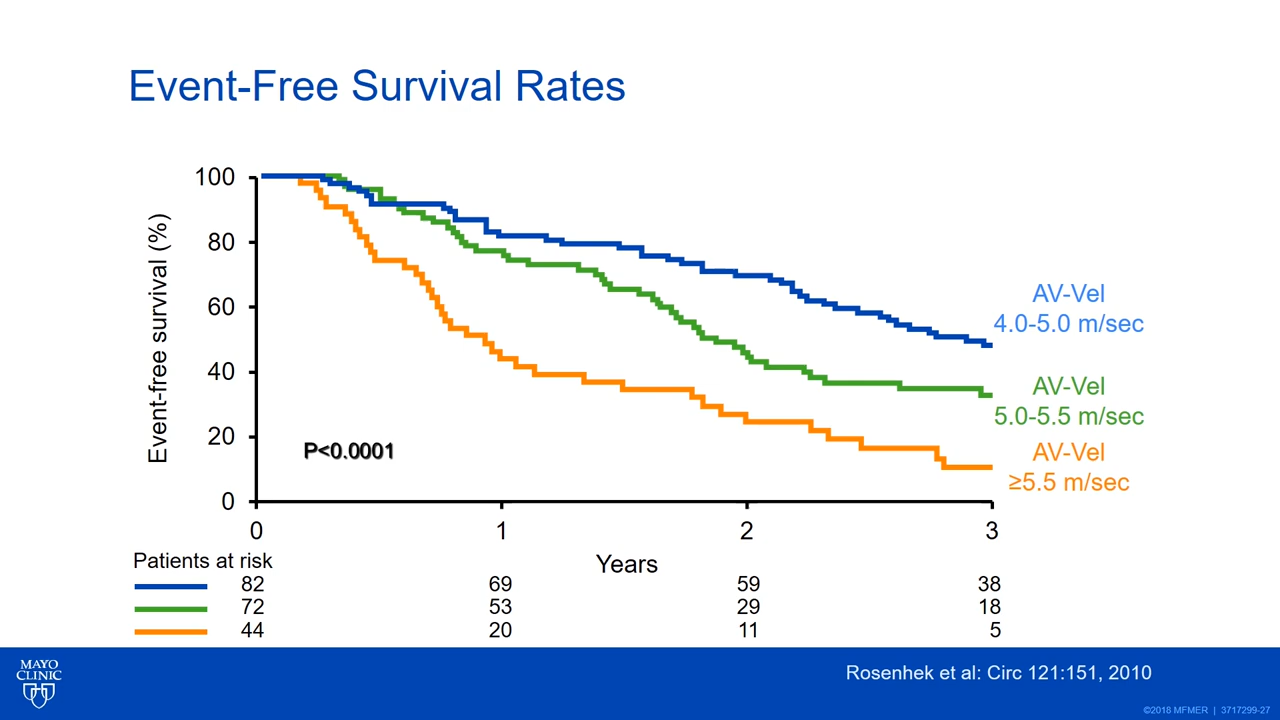 Event-Free Survival Rates
Event-free survival (%)
100
80
60
40
20
0
P<0.0001
AV-Vel
4.0-5.0 m/sec
AV-Vel
5.0-5.5 m/sec
AV-Vel
≥5.5 m/sec
0 1 2 3
Years
Patients at risk
82 69 59 38
72 53 29 18
44 20 11 5
MAYO
CLINIC
Rosenhek et al: Circ 121:151, 2010
©2018 MFMER | 3717299-27